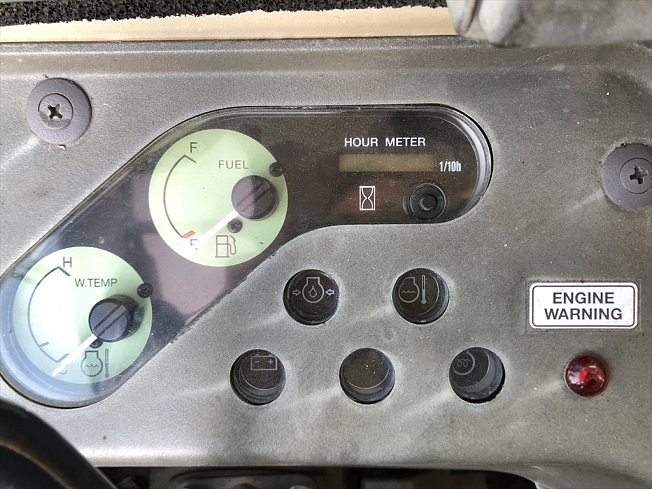 HOUR METER
1/10h
F
FUEL
E
H
W.TEMP
C
ENGINE
WARNING